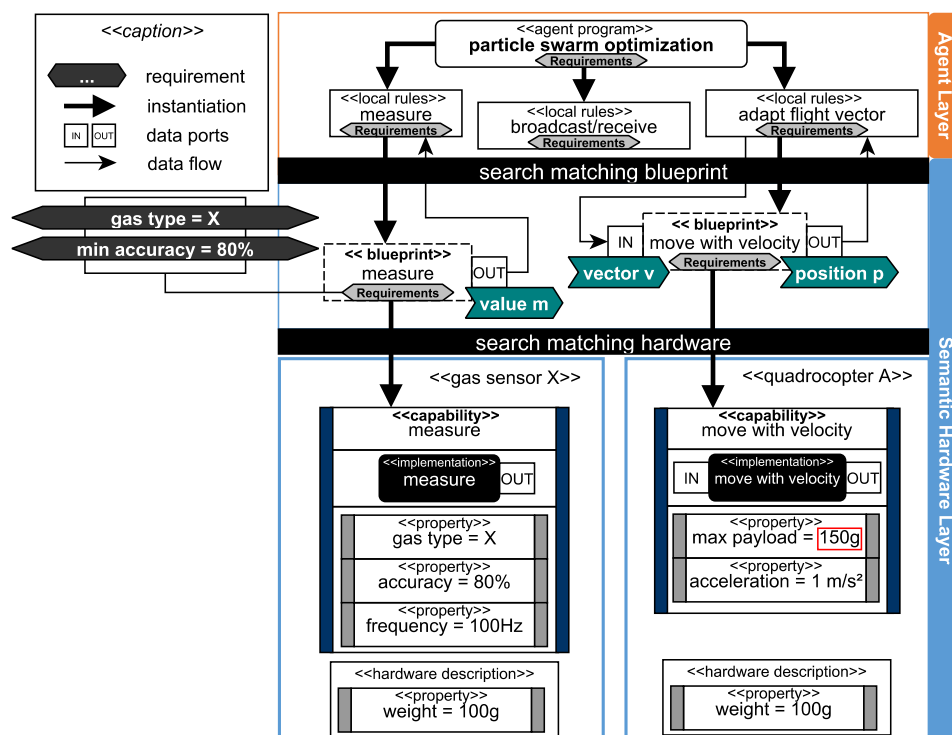 <<caption>>
...
requirement
instantiation
IN
OUT
data ports
data flow
<<agent program>>
particle swarm optimization
Requirements
<<local rules>>
measure
Requirements
<<local rules>>
broadcast/receive
Requirements
<<local rules>>
adapt flight vector
Requirements
Agent Layer
search matching blueprint
gas type = X
min accuracy = 80%
<< blueprint>>
measure
Requirements
OUT
value m
IN
<< blueprint>>
move with velocity
Requirements
OUT
vector v
position p
search matching hardware
Semantic Hardware Layer
<<gas sensor X>>
<<capability>>
measure
<<implementation>>
measure
OUT
<<property>>
gas type = X
<<property>>
accuracy = 80%
<<property>>
frequency = 100Hz
<<hardware description>>
<<property>>
weight = 100g
<<quadrocopter A>>
<<capability>>
move with velocity
IN
<<implementation>>
move with velocity
OUT
<<property>>
max payload = 150g
<<property>>
acceleration = 1 m/s²
<<hardware description>>
<<property>>
weight = 100g